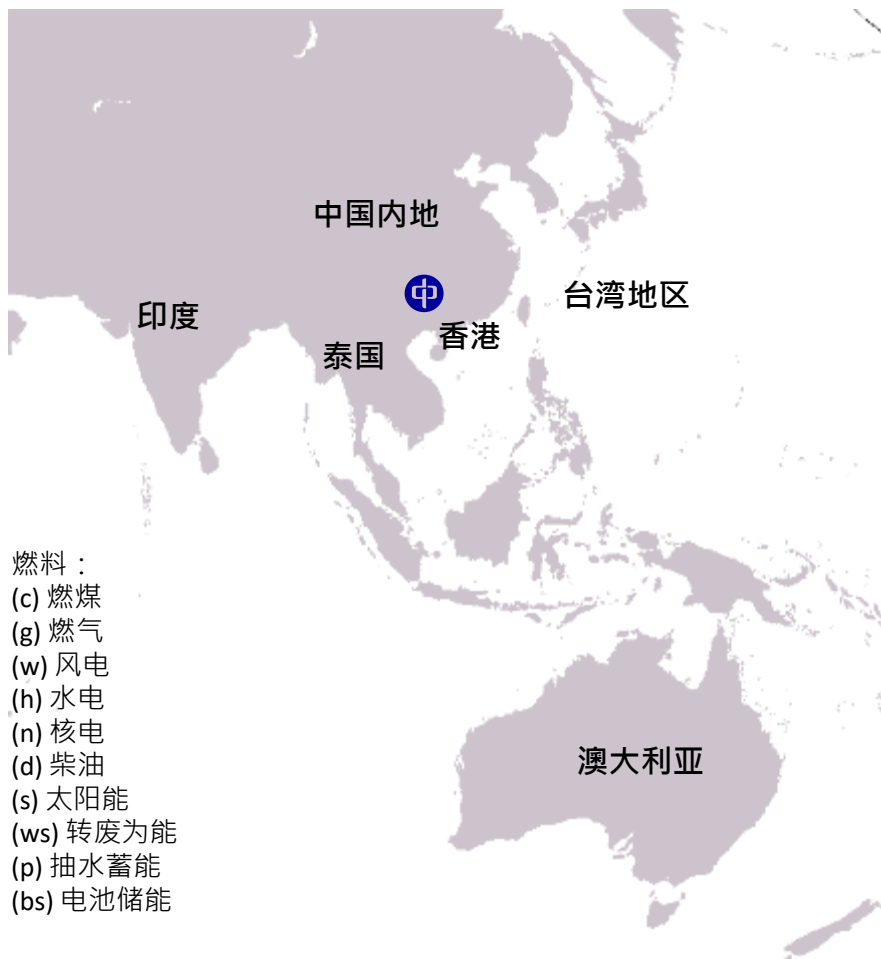 中国内地
台湾地区
印度
香港
泰国
燃料：
(c) 燃煤
(g) 燃气
(w) 风电
(h) 水电
(n) 核电
(d) 柴油
(s) 太阳能
(ws) 转废为能
(p) 抽水蓄能
(bs) 电池储能
澳大利亚